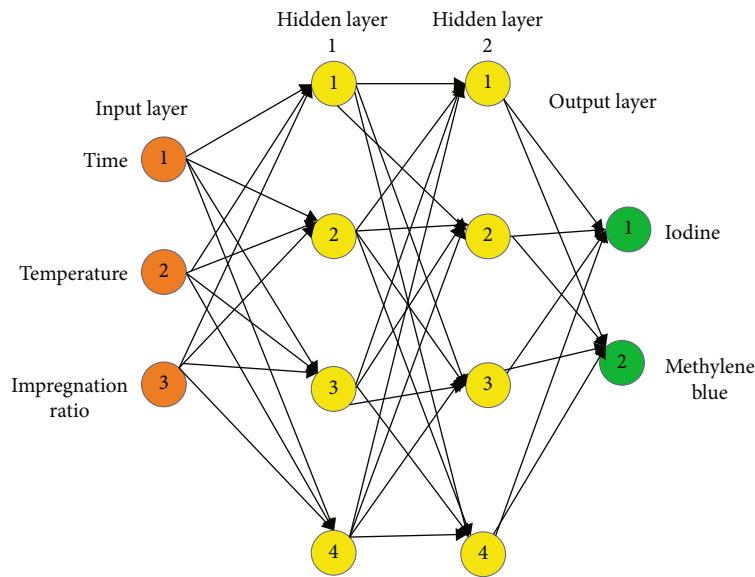 Hidden layer
1
Hidden layer
2
Input layer
Output layer
Time
1
2
3
Temperature
Impregnation
ratio
1
2
3
4
1
2
3
4
1
2
Iodine
Methylene
blue